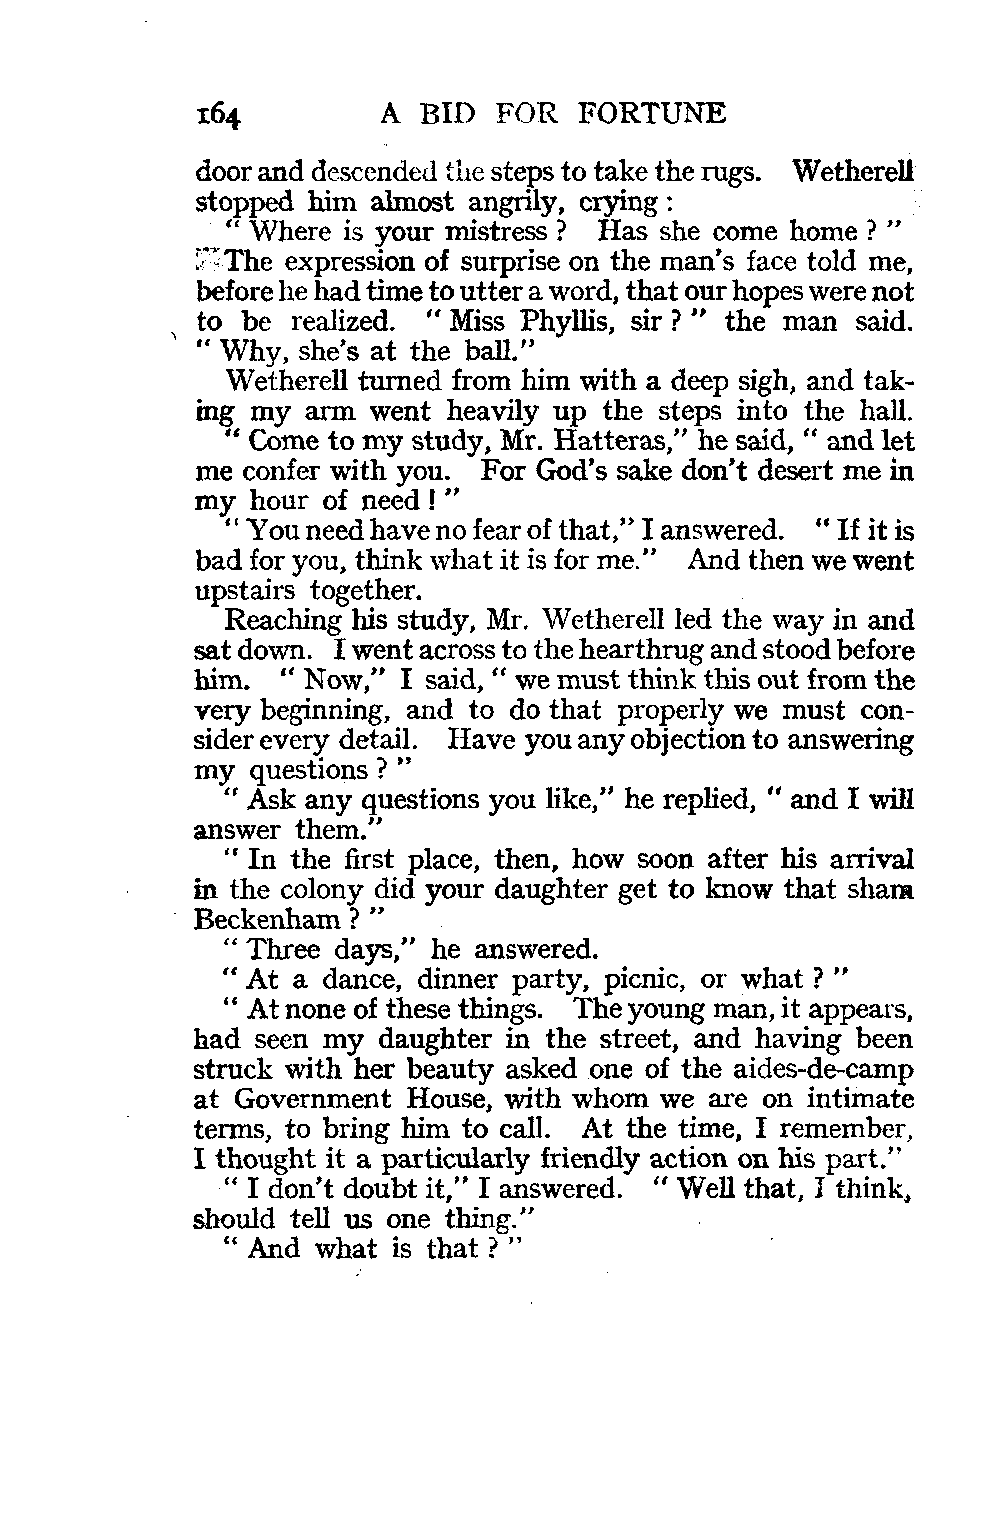 164 A BID FOR FORTUNE
door and descended the steps to take the rugs. Wetherell
stopped him almost angrily, crying :
“ Where is your mistress ? Has she come home ? ”
The expression of surprise on the man's face told me,
before he had time to utter a word, that our hopes were not
to be realized. “ Miss Phyllis, sir ? ” the man said.
“ Why, she's at the ball.”
Wetherell turned from him with a deep sigh, and tak-
ing my arm went heavily up the steps into the hall.
“ Come to my study, Mr. Hatteras,” he said, “ and let
me confer with you. For God's sake don't desert me in
my hour of need ! ”
“ You need have no fear of that,” I answered. “ If it is
bad for you, think what it is for me.” And then we went
upstairs together.
Reaching his study, Mr. Wetherell led the way in and
sat down. I went across to the hearthrug and stood before
him. “ Now,” I said, “ we must think this out from the
very beginning, and to do that properly we must con-
sider every detail. Have you any objection to answering
my questions ? ”
“ Ask any questions you like,” he replied, “ and I will
answer them.”
“ In the first place, then, how soon after his arrival
in the colony did your daughter get to know that sham
Beckenham ? ”
“ Three days,” he answered.
“ At a dance, dinner party, picnic, or what ? ”
“ At none of these things. The young man, it appears,
had seen my daughter in the street, and having been
struck with her beauty asked one of the aides-de-camp
at Government House, with whom we are on intimate
terms, to bring him to call. At the time, I remember,
I thought it a particularly friendly action on his part.”
“ I don't doubt it,” I answered. “ Well that, I think,
should tell us one thing.”
“ And what is that ? ”